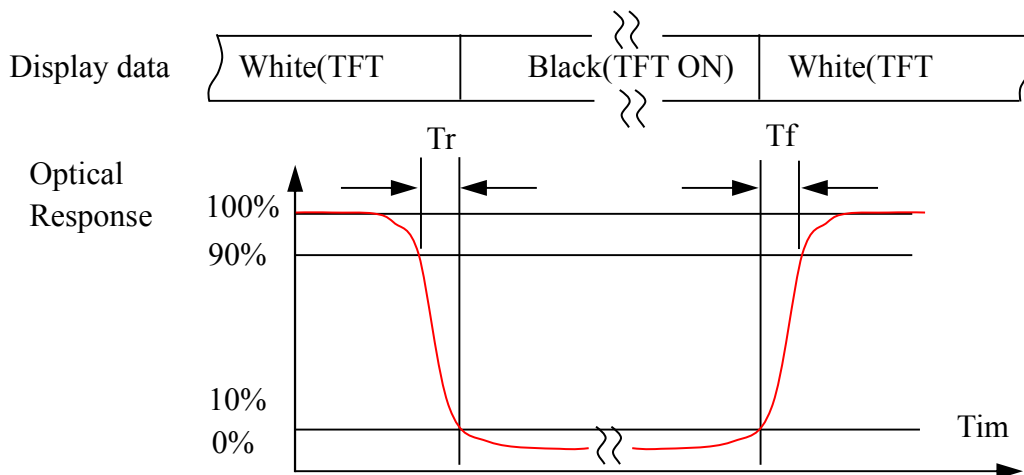 Display data
White(TFT
Black(TFT ON)
White(TFT
Tr
Tf
Optical
Response
100%
90%
10%
0%
Tim